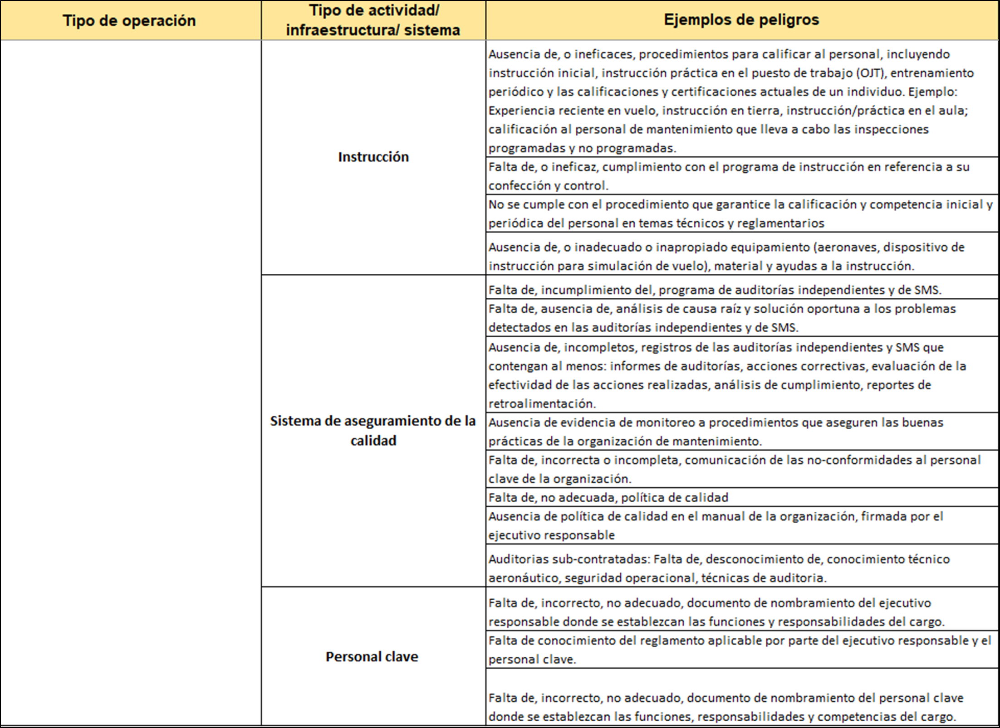 Tipo de operación
Tipo de actividad/
infraestructura/ sistema
Ejemplos de peligros
Instrucción
Ausencia de, o ineficaces, procedimientos para calificar al personal, incluyendo
instrucción inicial, instrucción práctica en el puesto de trabajo (OJT), entrenamiento
periódico y las calificaciones y certificaciones actuales de un individuo. Ejemplo:
Experiencia reciente en vuelo, instrucción en tierra, instrucción/práctica en el aula;
calificación al personal de mantenimiento que lleva a cabo las inspecciones
programadas y no programadas.
Falta de, o ineficaz, cumplimiento con el programa de instrucción en referencia a su
confección y control.
No se cumple con el procedimiento que garantice la calificación y competencia inicial y
periódica del personal en temas técnicos y reglamentarios
Ausencia de, o inadecuado o inapropiado equipamiento (aeronaves, dispositivo de
instrucción para simulación de vuelo), material y ayudas a la instrucción.
Sistema de aseguramiento de la
calidad
Falta de, incumplimiento del, programa de auditorías independientes y de SMS.
Falta de, ausencia de, análisis de causa raíz y solución oportuna a los problemas
detectados en las auditorías independientes y de SMS.
Ausencia de, incompletos, registros de las auditorías independientes y SMS que
contengan al menos: informes de auditorías, acciones correctivas, evaluación de la
efectividad de las acciones realizadas, análisis de cumplimiento, reportes de
retroalimentación.
Ausencia de evidencia de monitoreo a procedimientos que aseguren las buenas
prácticas de la organización de mantenimiento.
Falta de, incorrecta o incompleta, comunicación de las no-conformidades al personal
clave de la organización.
Falta de, no adecuada, política de calidad
Ausencia de política de calidad en el manual de la organización, firmada por el
ejecutivo responsable
Auditorias sub-contratadas: Falta de, desconocimiento de, conocimiento técnico
aeronáutico, seguridad operacional, técnicas de auditoria.
Personal clave
Falta de, incorrecto, no adecuado, documento de nombramiento del ejecutivo
responsable donde se establezcan las funciones y responsabilidades del cargo.
Falta de conocimiento del reglamento aplicable por parte del ejecutivo responsable y el
personal clave.
Falta de, incorrecto, no adecuado, documento de nombramiento del personal clave
donde se establezcan las funciones, responsabilidades y competencias del cargo.